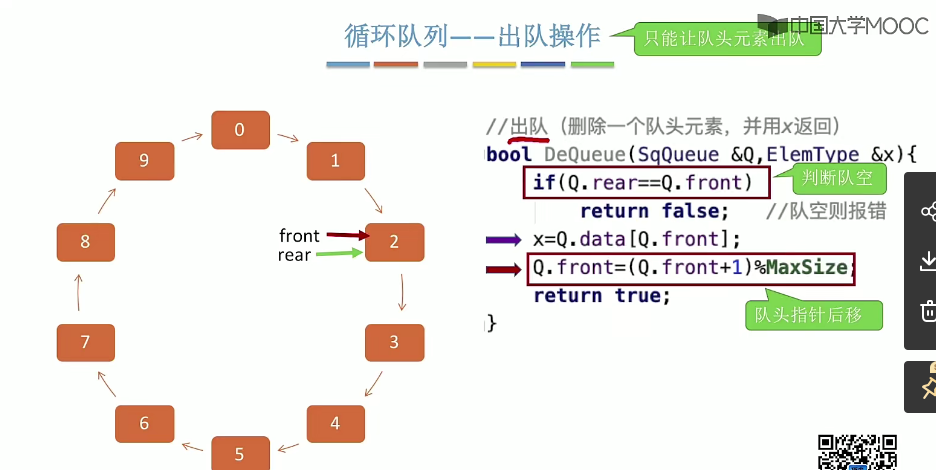 循环队列——出队操作
只能让队头元素出队
中国大学MOOC
0
9
1
8
front
rear
2
7
3
6
4
5
//出队（删除一个队头元素，并用x返回）
bool DeQueue(SqQueue &Q,ElemType &x){
if(Q.rear==Q.front)
判断队空
return false; //队空则报错
x=Q.data[Q.front];
Q.front=(Q.front+1)%MaxSize;
return true;
队头指针后移
}